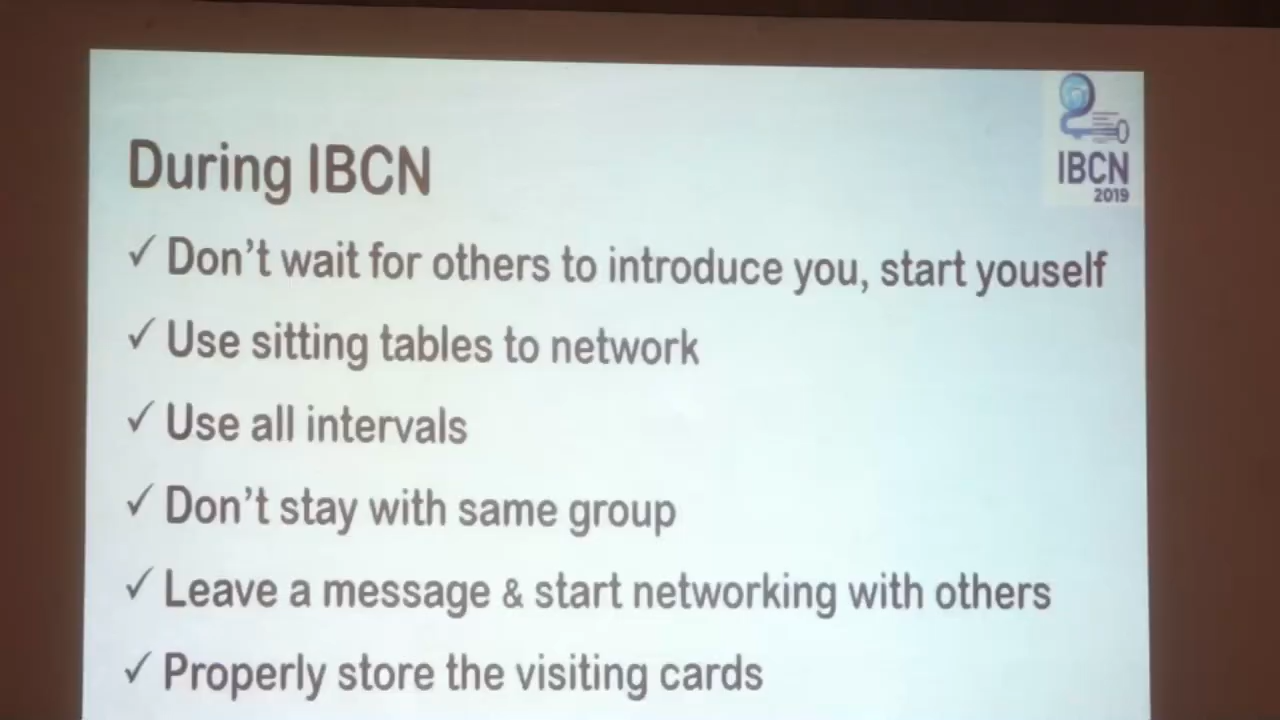 IBCN
2019
During IBCN
✓ Don't wait for others to introduce you, start youself
✓ Use sitting tables to network
✓ Use all intervals
✓ Don't stay with same group
✓ Leave a message & start networking with others
✓ Properly store the visiting cards